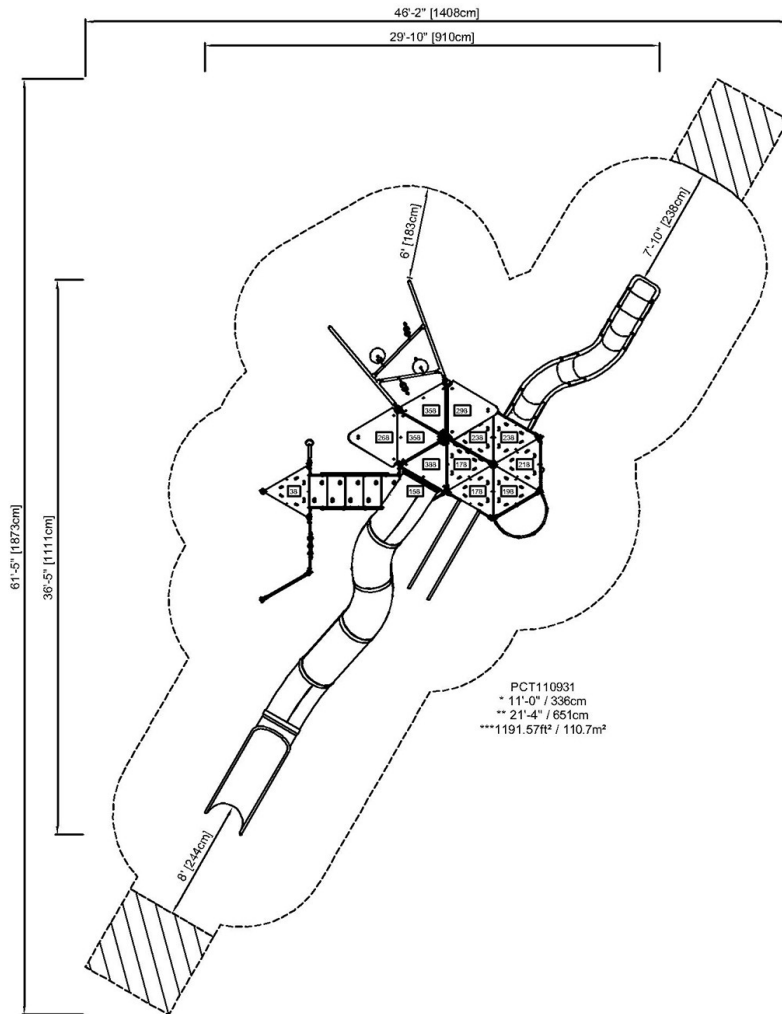 46'-2" [1408cm]
29'-10" [910cm]
6' [183cm]
7'-10" [238cm]
61'-5" [1873cm]
36'-5" [1111cm]
358
298
268
358
238
238
388
178
218
38
158
178
198
PCT110931
* 11'-0" / 336cm
** 21'-4" / 651cm
***1191.57ft² / 110.7m²
8' [244cm]